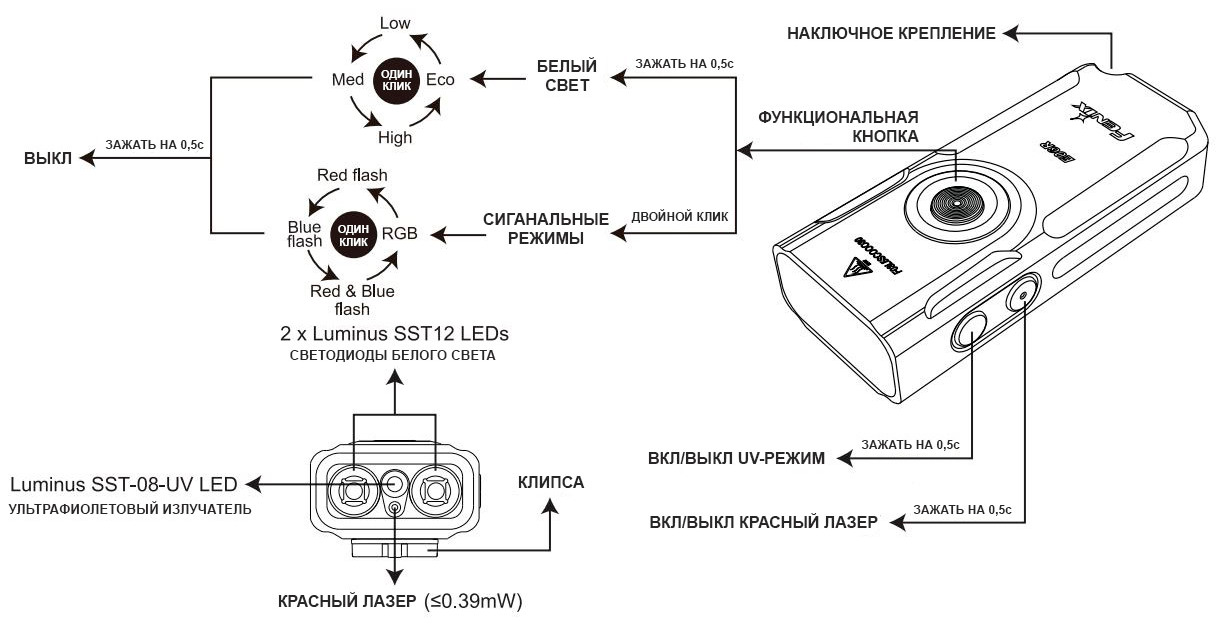 Low
Med
ОДИН
КЛИК
Eco
High
БЕЛЫЙ
СВЕТ
ЗАЖАТЬ НА 0,5с
НАКЛЮЧНОЕ КРЕПЛЕНИЕ
ФУНКЦИОНАЛЬНАЯ
КНОПКА
ВЫКЛ
ЗАЖАТЬ НА 0,5с
Red flash
Blue
flash
ОДИН
КЛИК
RGB
Red & Blue
flash
СИГАНАЛЬНЫЕ
РЕЖИМЫ
ДВОЙНОЙ КЛИК
FENIX
E06R
2 x Luminus SST12 LEDs
СВЕТОДИОДЫ БЕЛОГО СВЕТА
Luminus SST-08-UV LED
УЛЬТРАФИОЛЕТОВЫЙ ИЗЛУЧАТЕЛЬ
КЛИПСА
КРАСНЫЙ ЛАЗЕР (≤0.39mW)
ВКЛ/ВЫКЛ UV-РЕЖИМ
ЗАЖАТЬ НА 0,5с
ВКЛ/ВЫКЛ КРАСНЫЙ ЛАЗЕР
ЗАЖАТЬ НА 0,5с